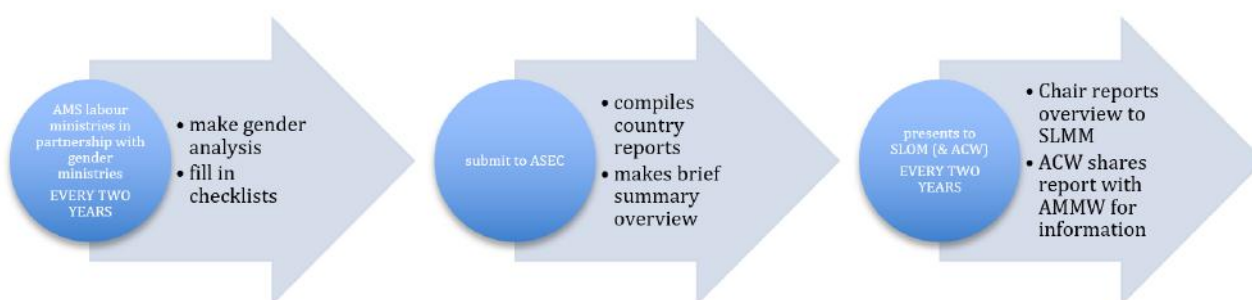 AMS labour
ministries in
partnership with
gender
ministries
EVERY TWO
YEARS
• make gender
analysis
• fill in
checklists
submit to ASEC
• compiles
country
reports
• makes brief
summary
overview
presents to
SLOM (& ACW)
EVERY TWO
YEARS
• Chair reports
overview to
SLMM
• ACW shares
report with
AMMW for
information